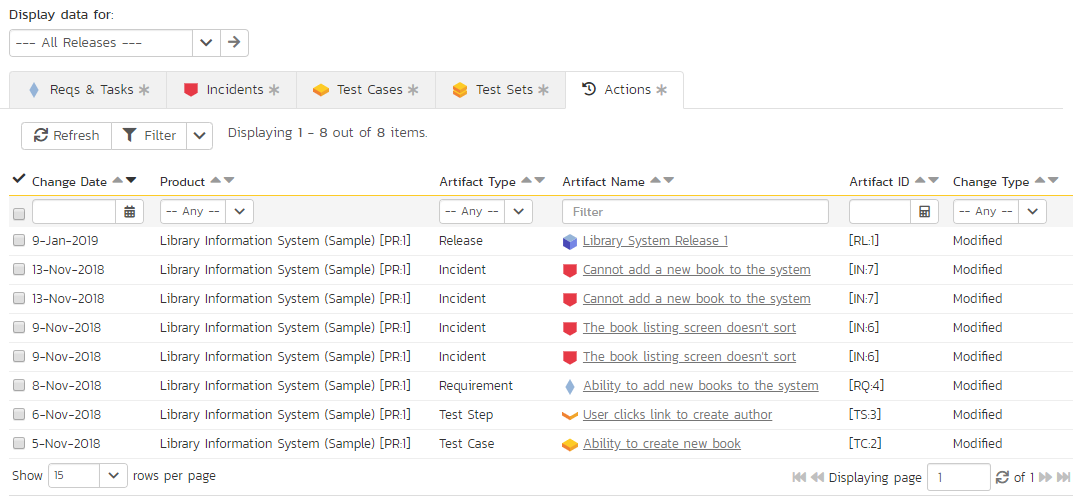 Display data for:
--- All Releases ---
Reqs & Tasks Incidents Test Cases Test Sets Actions
Refresh Filter Displaying 1 - 8 out of 8 items.
Change Date Product Artifact Type Artifact Name Artifact ID Change Type
-- Any -- -- Any -- Filter -- Any --
9-Jan-2019 Library Information System (Sample) [PR:1] Release Library System Release 1 [RL:1] Modified
13-Nov-2018 Library Information System (Sample) [PR:1] Incident Cannot add a new book to the system [IN:7] Modified
13-Nov-2018 Library Information System (Sample) [PR:1] Incident Cannot add a new book to the system [IN:7] Modified
9-Nov-2018 Library Information System (Sample) [PR:1] Incident The book listing screen doesn't sort [IN:6] Modified
9-Nov-2018 Library Information System (Sample) [PR:1] Incident The book listing screen doesn't sort [IN:6] Modified
8-Nov-2018 Library Information System (Sample) [PR:1] Requirement Ability to add new books to the system [RQ:4] Modified
6-Nov-2018 Library Information System (Sample) [PR:1] Test Step User clicks link to create author [TS:3] Modified
5-Nov-2018 Library Information System (Sample) [PR:1] Test Case Ability to create new book [TC:2] Modified
Show 15 rows per page Displaying page 1 of 1